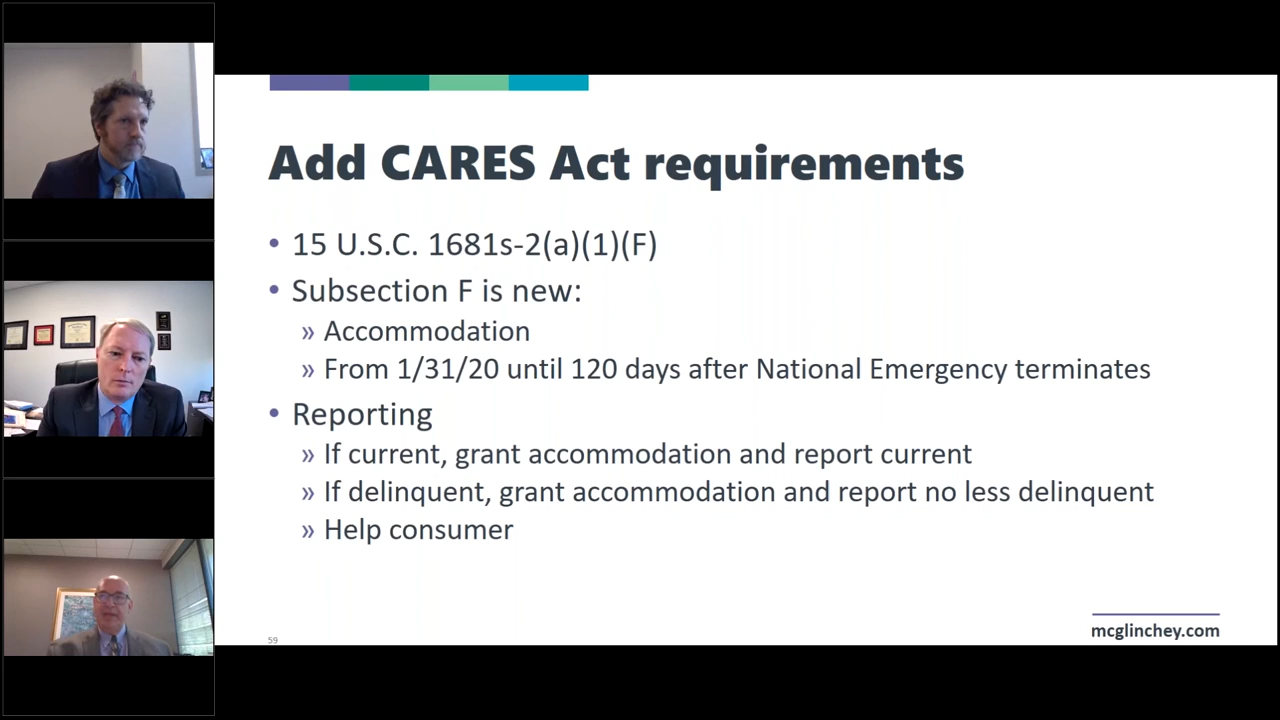 Add CARES Act requirements
• 15 U.S.C. 1681s-2(a)(1)(F)
• Subsection F is new:
» Accommodation
» From 1/31/20 until 120 days after National Emergency terminates
• Reporting
» If current, grant accommodation and report current
» If delinquent, grant accommodation and report no less delinquent
» Help consumer
59
mcglinchey.com